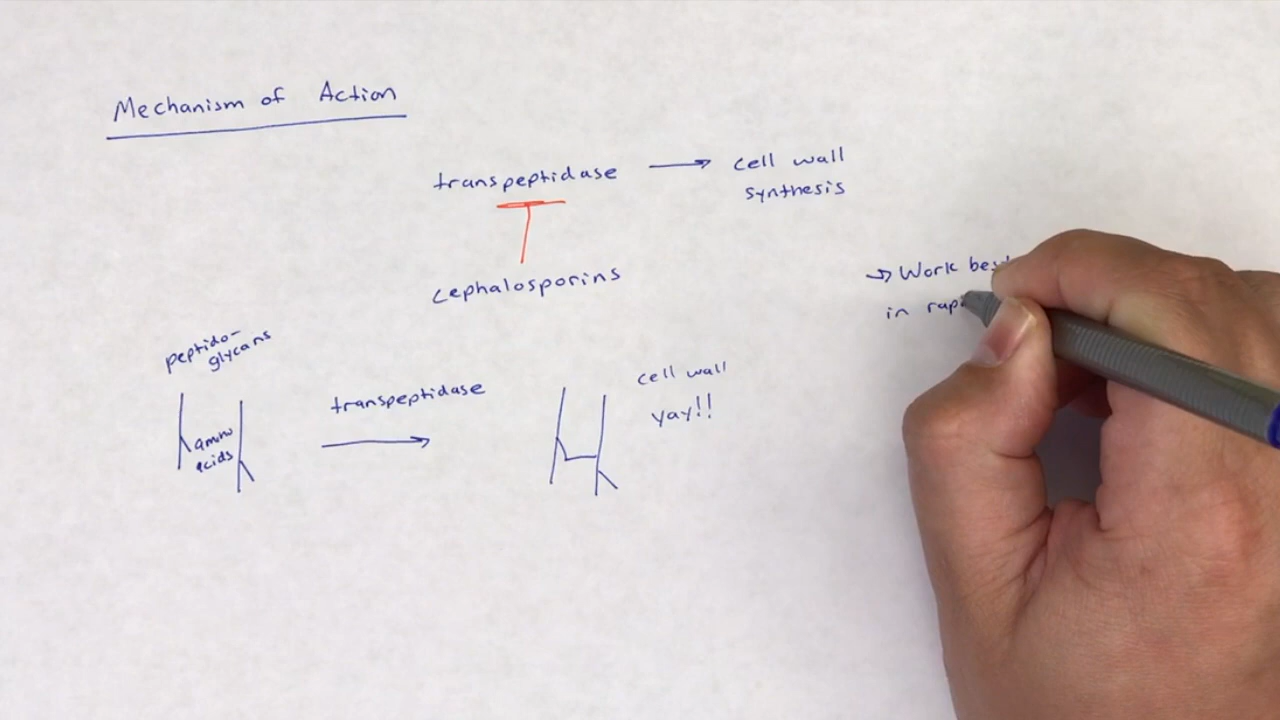 Mechanism of Action
transpeptidase → cell wall
synthesis
cephalosporins
→ Work
in
peptido-
glycans
amino
acids
transpeptidase
cell wall
yay!!